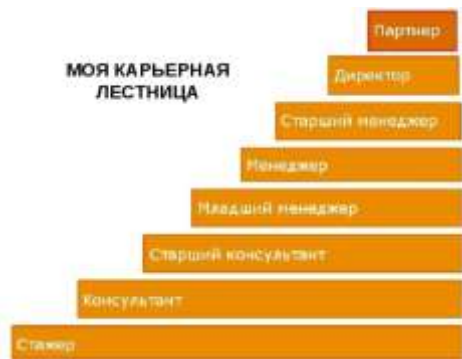 Партнер
МОЯ КАРЬЕРНАЯ
ЛЕСТНИЦА
Директор
Старший менеджер
Менеджер
Младший менеджер
Старший консультант
Консультант
Стажер